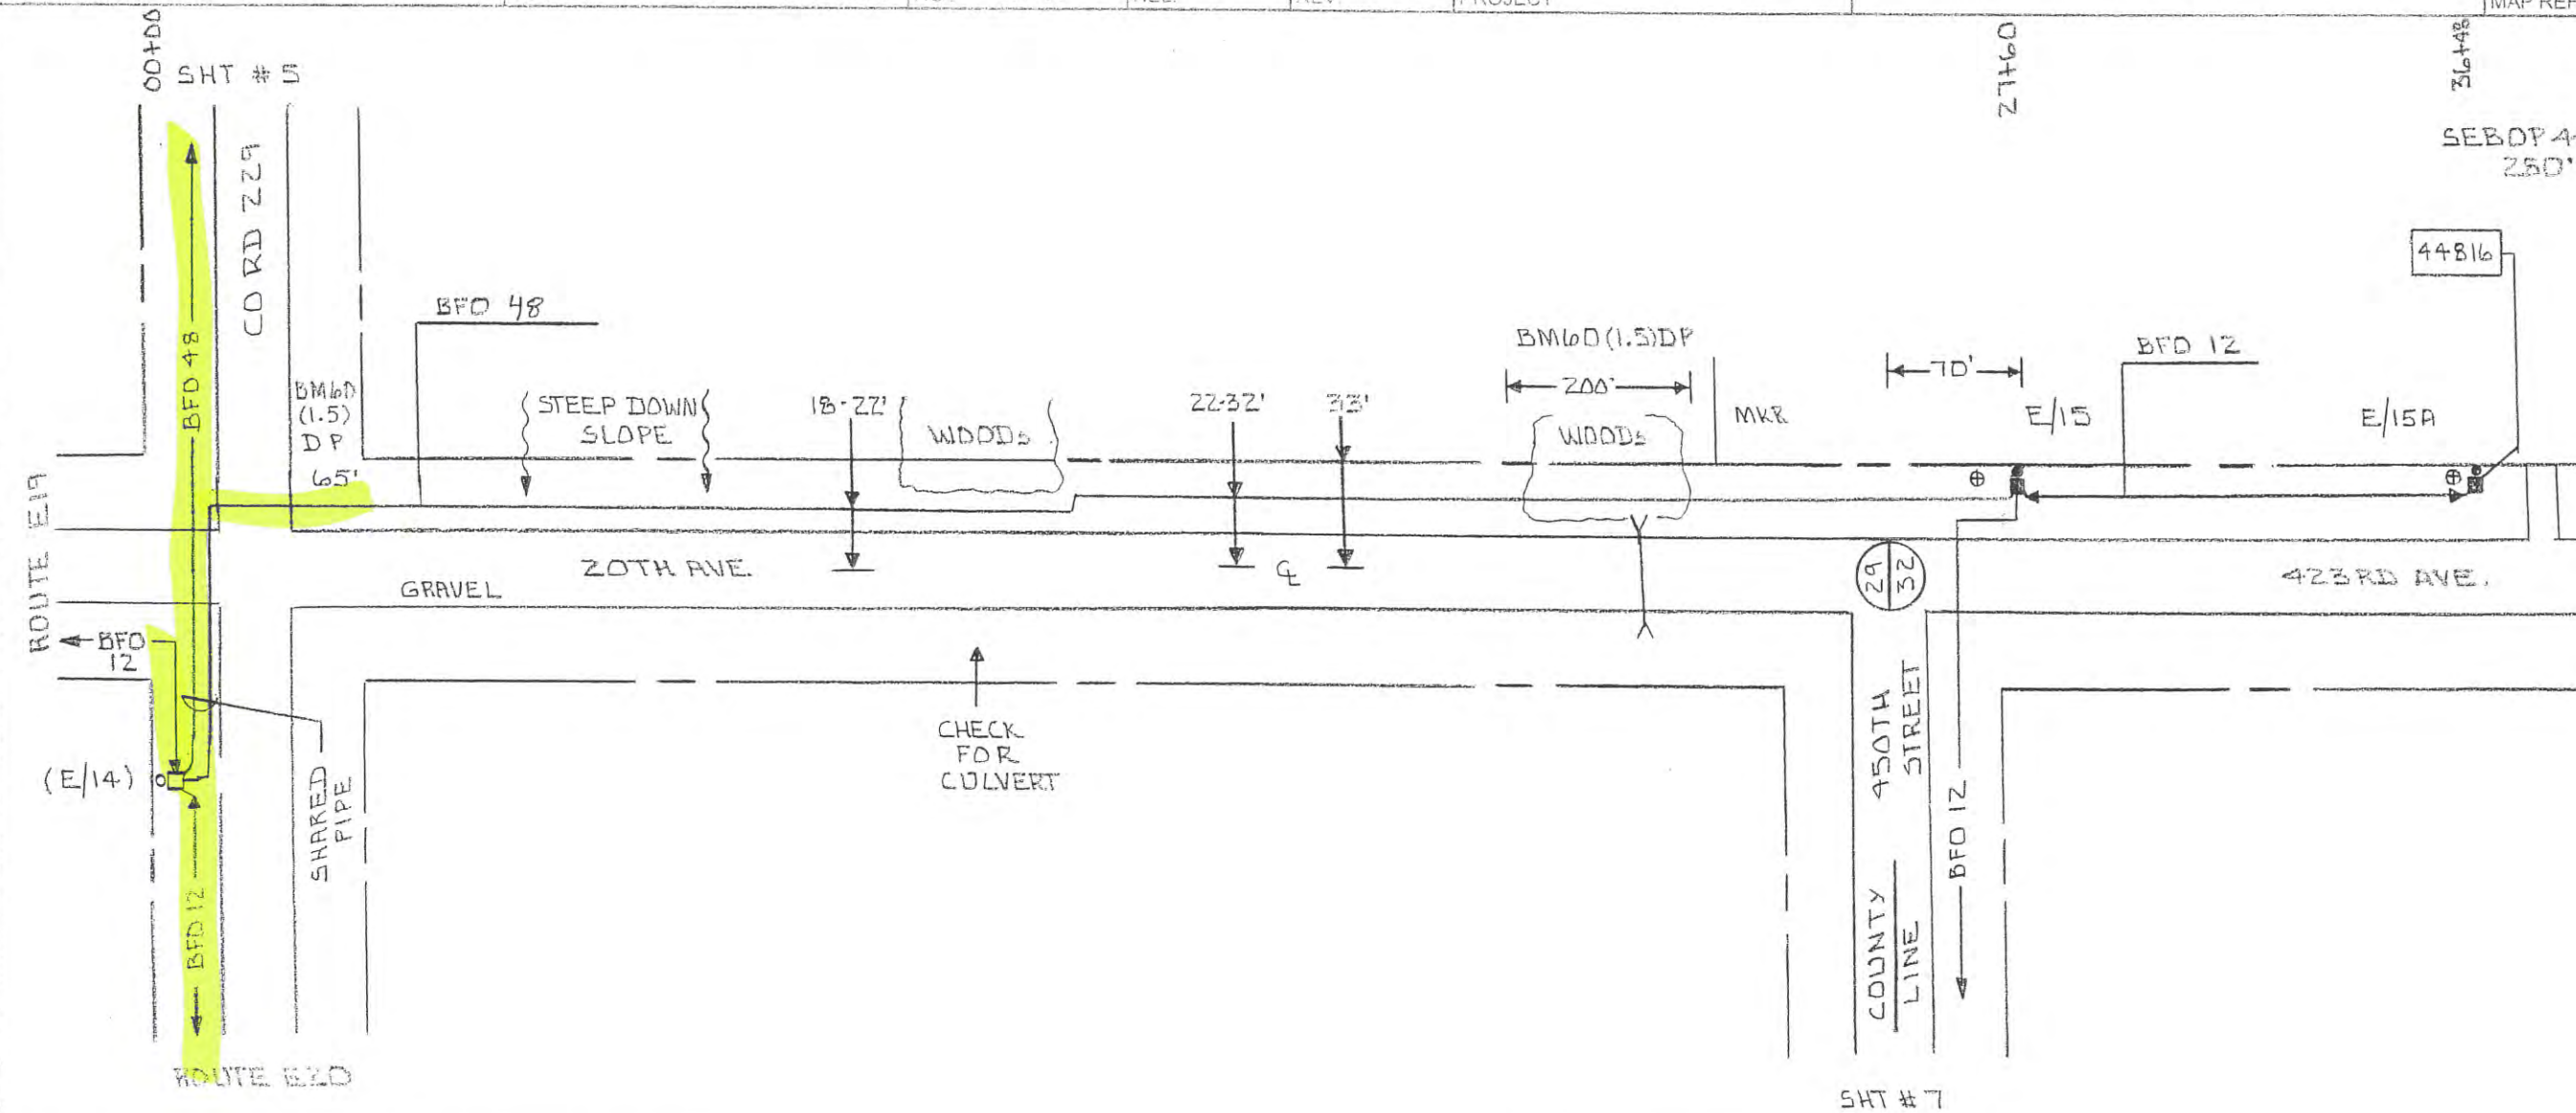 PROJECT
00+00
SHT # 5
27+60
36+48
250'
CO RD 229
44816
BFO 48
BFO 48
BM60(1.5)DP
200'
70'
BFO 12
BM60
(1.5)
DP
65'
STEEP DOWN
SLOPE
18-22'
WOODS
22-32'
33'
WOODS
MKR
E/15
E/15A
ROUTE E19
20TH AVE.
GRAVEL
℄
29
32
423RD AVE.
BFO
12
(E/14)
SHARED
PIPE
CHECK
FOR
CULVERT
450TH
STREET
COUNTY
LINE
BFO 12
BFO 12
ROUTE E20
SHT # 7